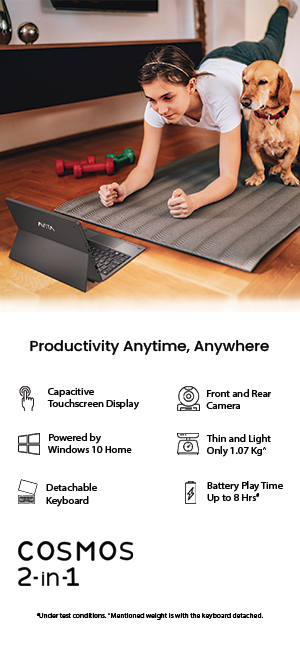 AVITA
Productivity Anytime, Anywhere
Capacitive
Touchscreen Display
Front and Rear
Camera
Powered by
Windows 10 Home
Thin and Light
Only 1.07 Kg^
Detachable
Keyboard
Battery Play Time
Up to 8 Hrs#
COSMOS
2-in-1
#Under test conditions. ^Mentioned weight is with the keyboard detached.